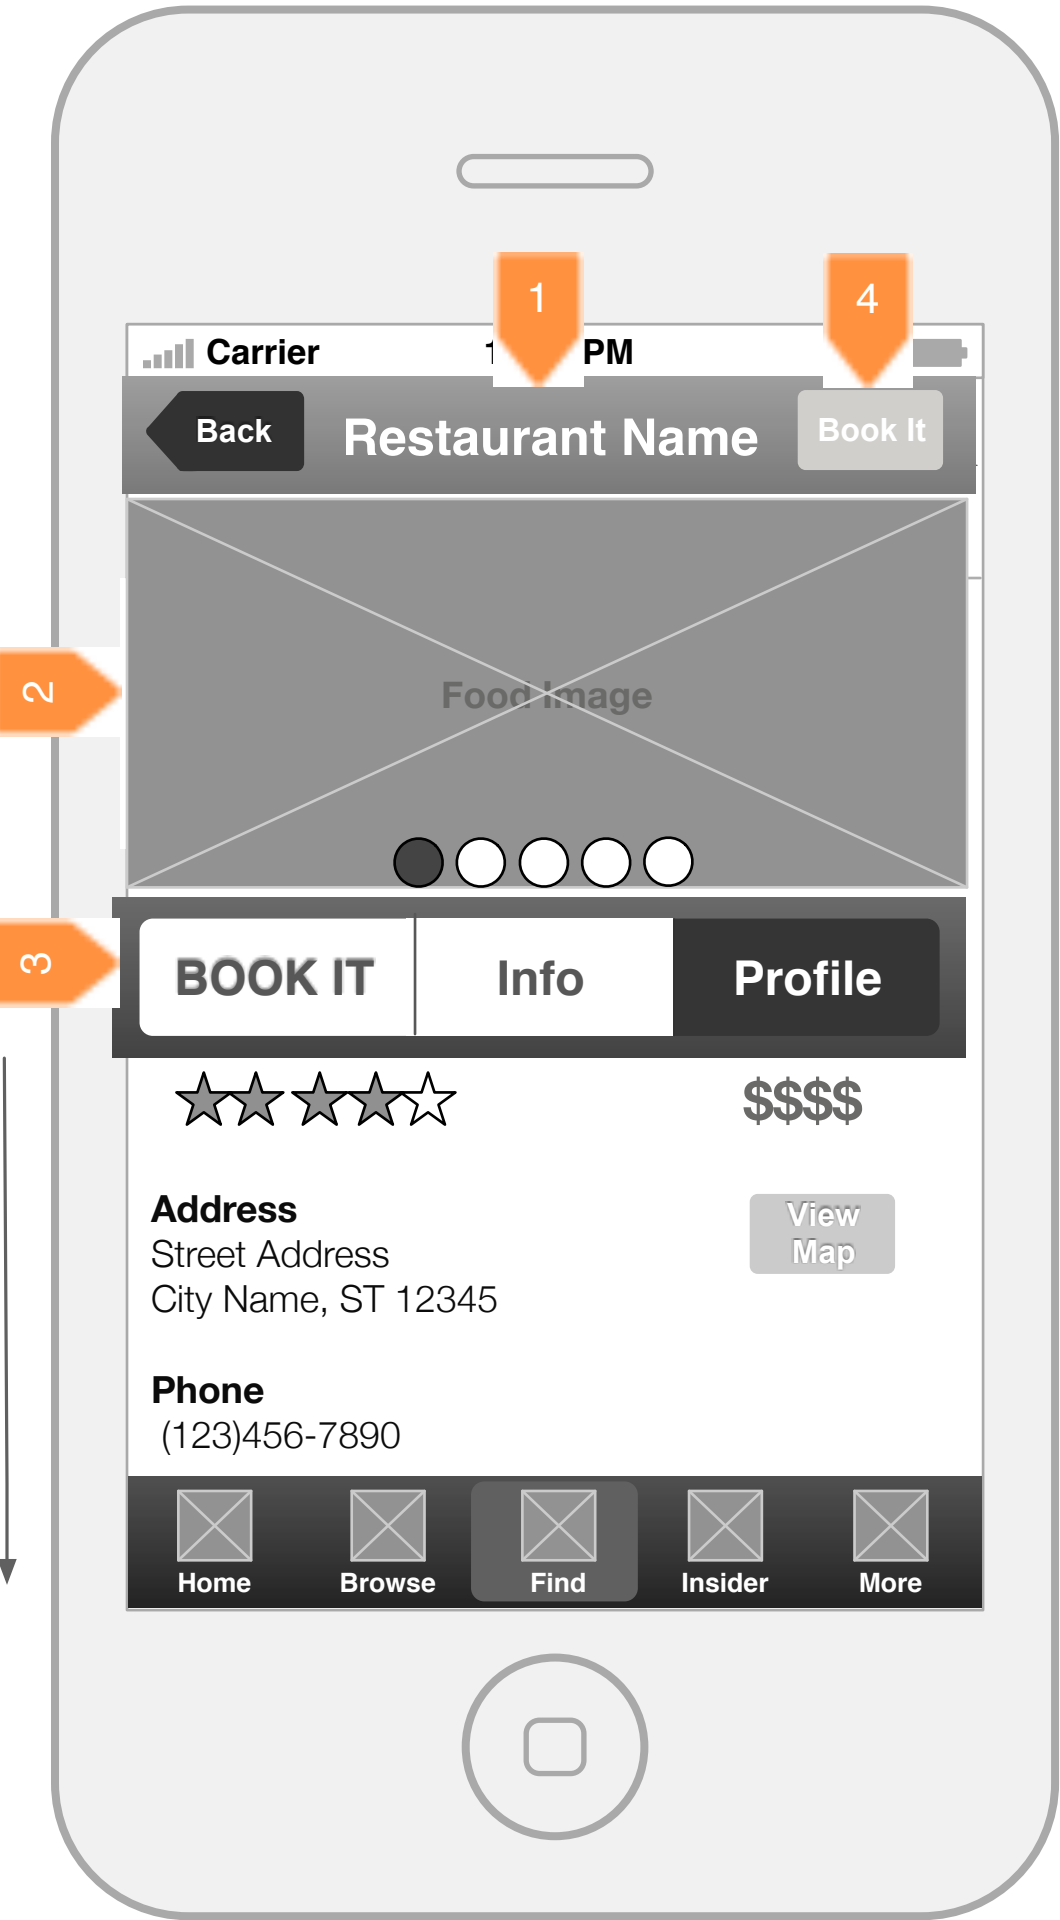 1
4
Carrier
PM
Back
Restaurant Name
Book It
2
Food Image
3
BOOK IT
Info
Profile
$$$$
Address
View
Map
Street Address
City Name, ST 12345
Phone
(123)456-7890
Home
Browse
Find
Insider
More